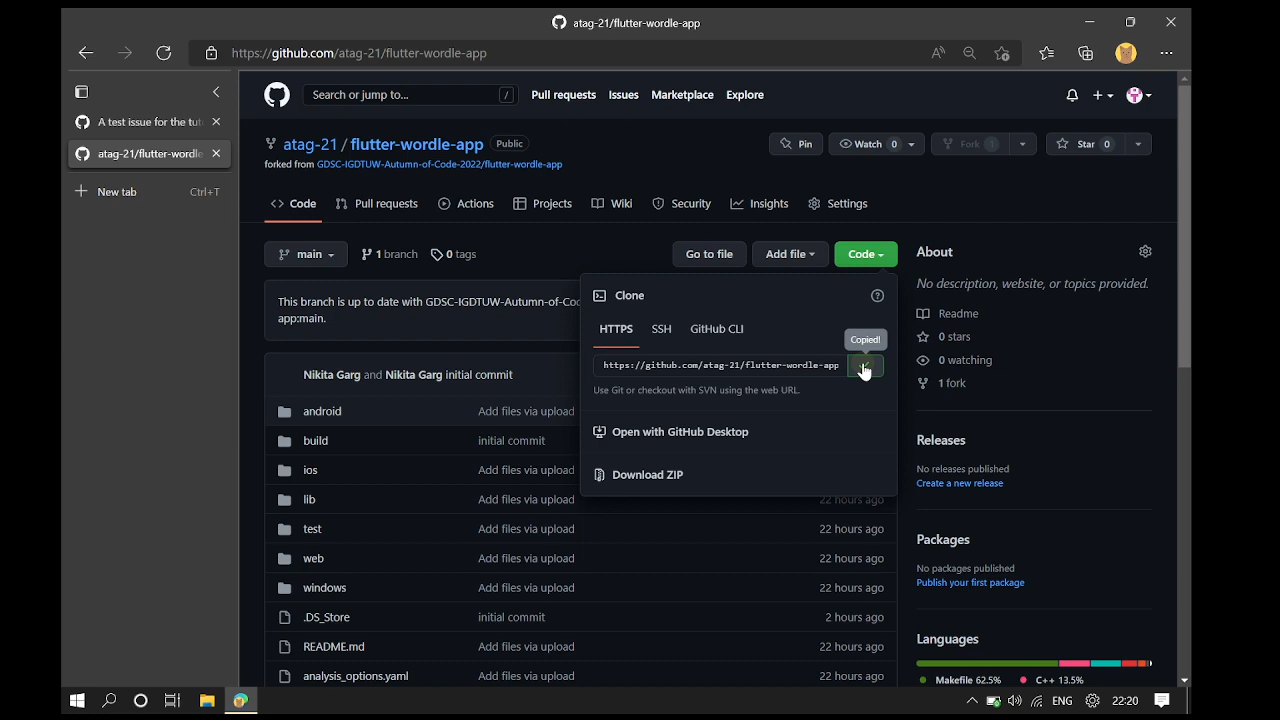 atag-21/flutter-wordle-app
https://github.com/atag-21/flutter-wordle-app
A test issue for the tut
atag-21/flutter-wordle
New tab Ctrl+T
Search or jump to... /
Pull requests Issues Marketplace Explore
atag-21 / flutter-wordle-app Public
forked from GDSC-IGDTUW-Autumn-of-Code-2022/flutter-wordle-app
Pin Watch 0 Fork 1 Star 0
Code Pull requests Actions Projects Wiki Security Insights Settings
main 1 branch 0 tags Go to file Add file Code
This branch is up to date with GDSC-IGDTUW-Autumn-of-Co
app:main.
Nikita Garg and Nikita Garg initial commit
android Add files via upload
build initial commit
ios Add files via upload
lib Add files via upload 22 hours ago
test Add files via upload 22 hours ago
web Add files via upload 22 hours ago
windows Add files via upload 22 hours ago
.DS_Store initial commit 2 hours ago
README.md Add files via upload 22 hours ago
analysis_options.yaml Add files via upload 22 hours ago
Clone
HTTPS SSH GitHub CLI
Copied!
https://github.com/atag-21/flutter-wordle-app
Use Git or checkout with SVN using the web URL.
Open with GitHub Desktop
Download ZIP
About
No description, website, or topics provided.
Readme
0 stars
0 watching
1 fork
Releases
No releases published
Create a new release
Packages
No packages published
Publish your first package
Languages
Makefile 62.5% C++ 13.5%
ENG 22:20